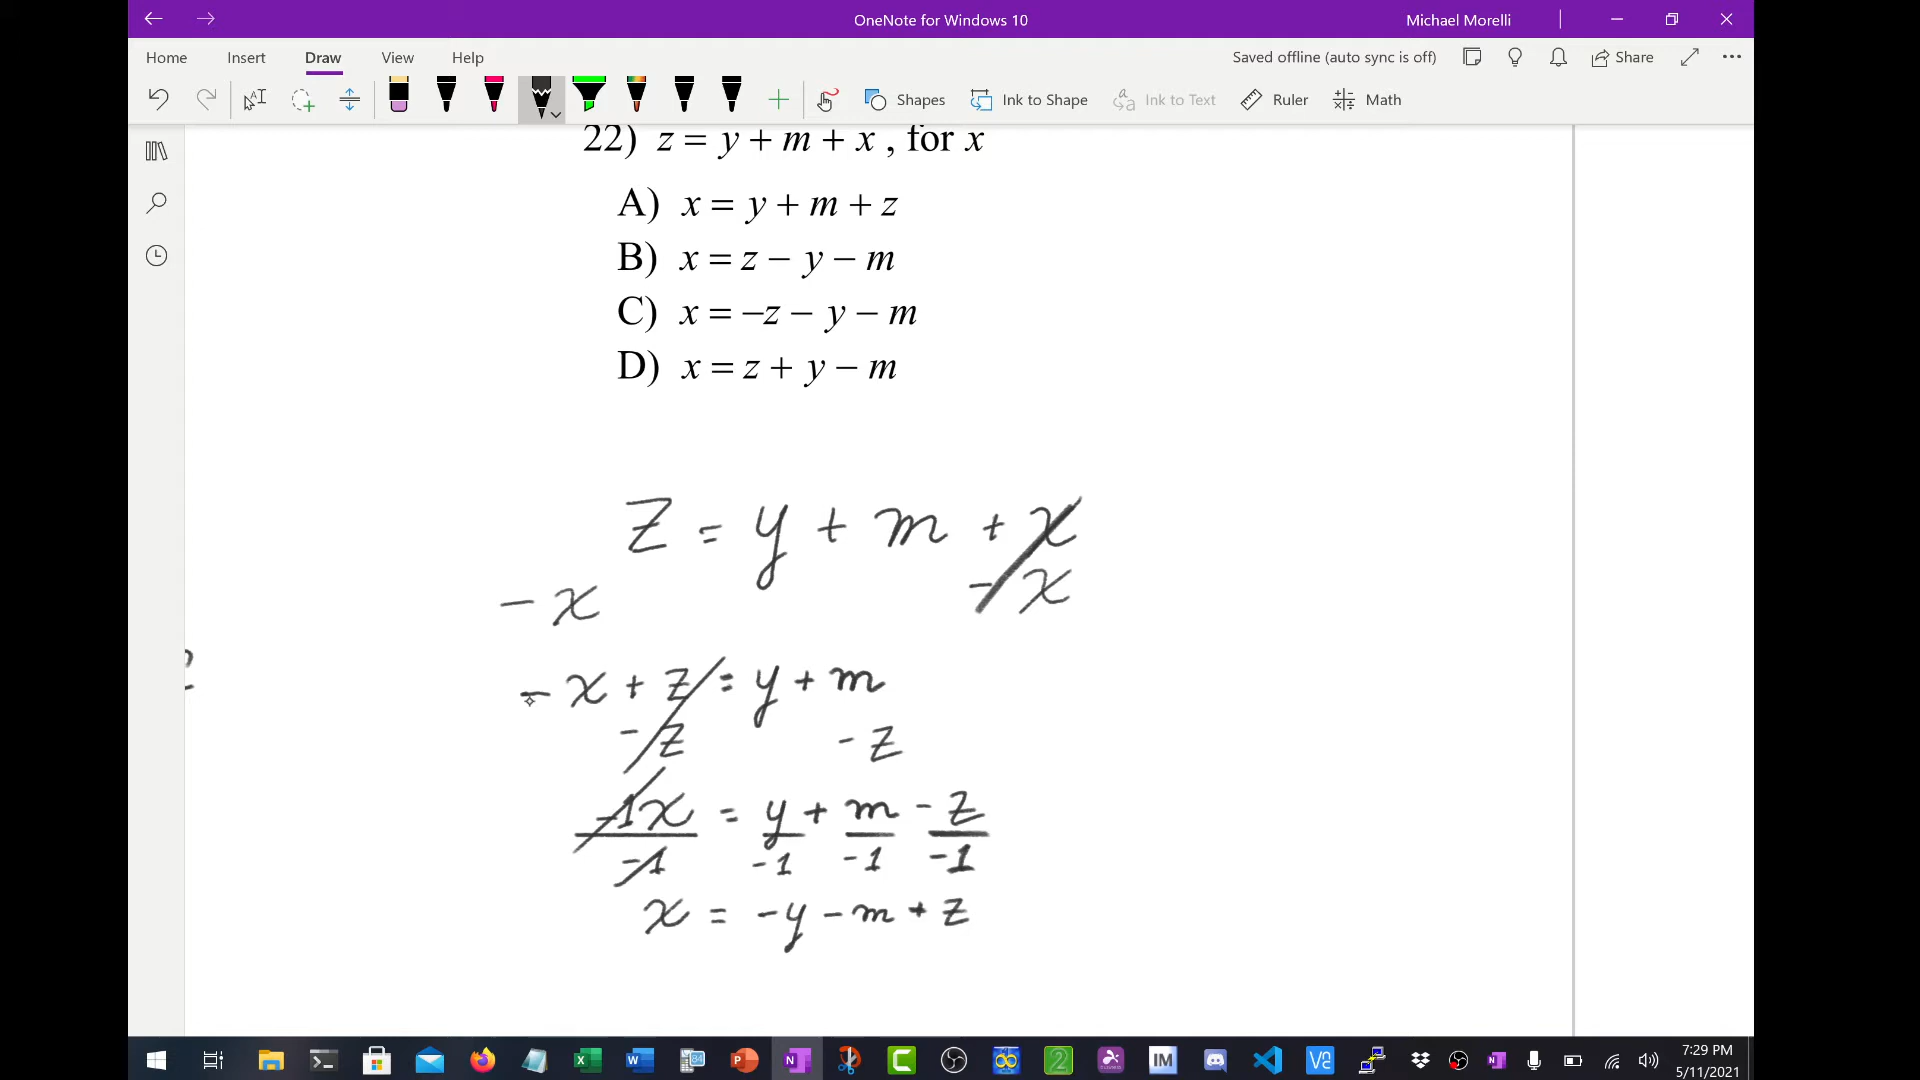 OneNote for Windows 10
Michael Morelli
Home Insert Draw View Help
Saved offline (auto sync is off)
Share
Shapes Ink to Shape Ink to Text Ruler Math
22) z = y + m + x , for x
A) x = y + m + z
B) x = z − y − m
C) x = −z − y − m
D) x = z + y − m
Z = y + m + x
- x - x
- x + z = y + m
- z - z
-1x = y + m - z
-1 -1 -1 -1
x = -y - m + z
7:29 PM
5/11/2021